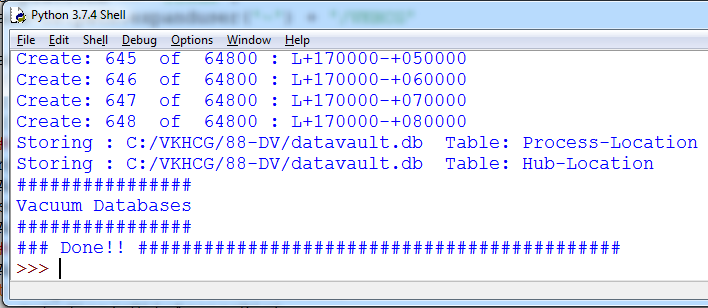 expanduser("~") + "/VKHCG"
Python 3.7.4 Shell
File Edit Shell Debug Options Window Help
Create: 645  of  64800 : L+170000-+050000
Create: 646  of  64800 : L+170000-+060000
Create: 647  of  64800 : L+170000-+070000
Create: 648  of  64800 : L+170000-+080000
Storing : C:/VKHCG/88-DV/datavault.db  Table: Process-Location
Storing : C:/VKHCG/88-DV/datavault.db  Table: Hub-Location
################
Vacuum Databases
################
### Done!! ############################################
>>>